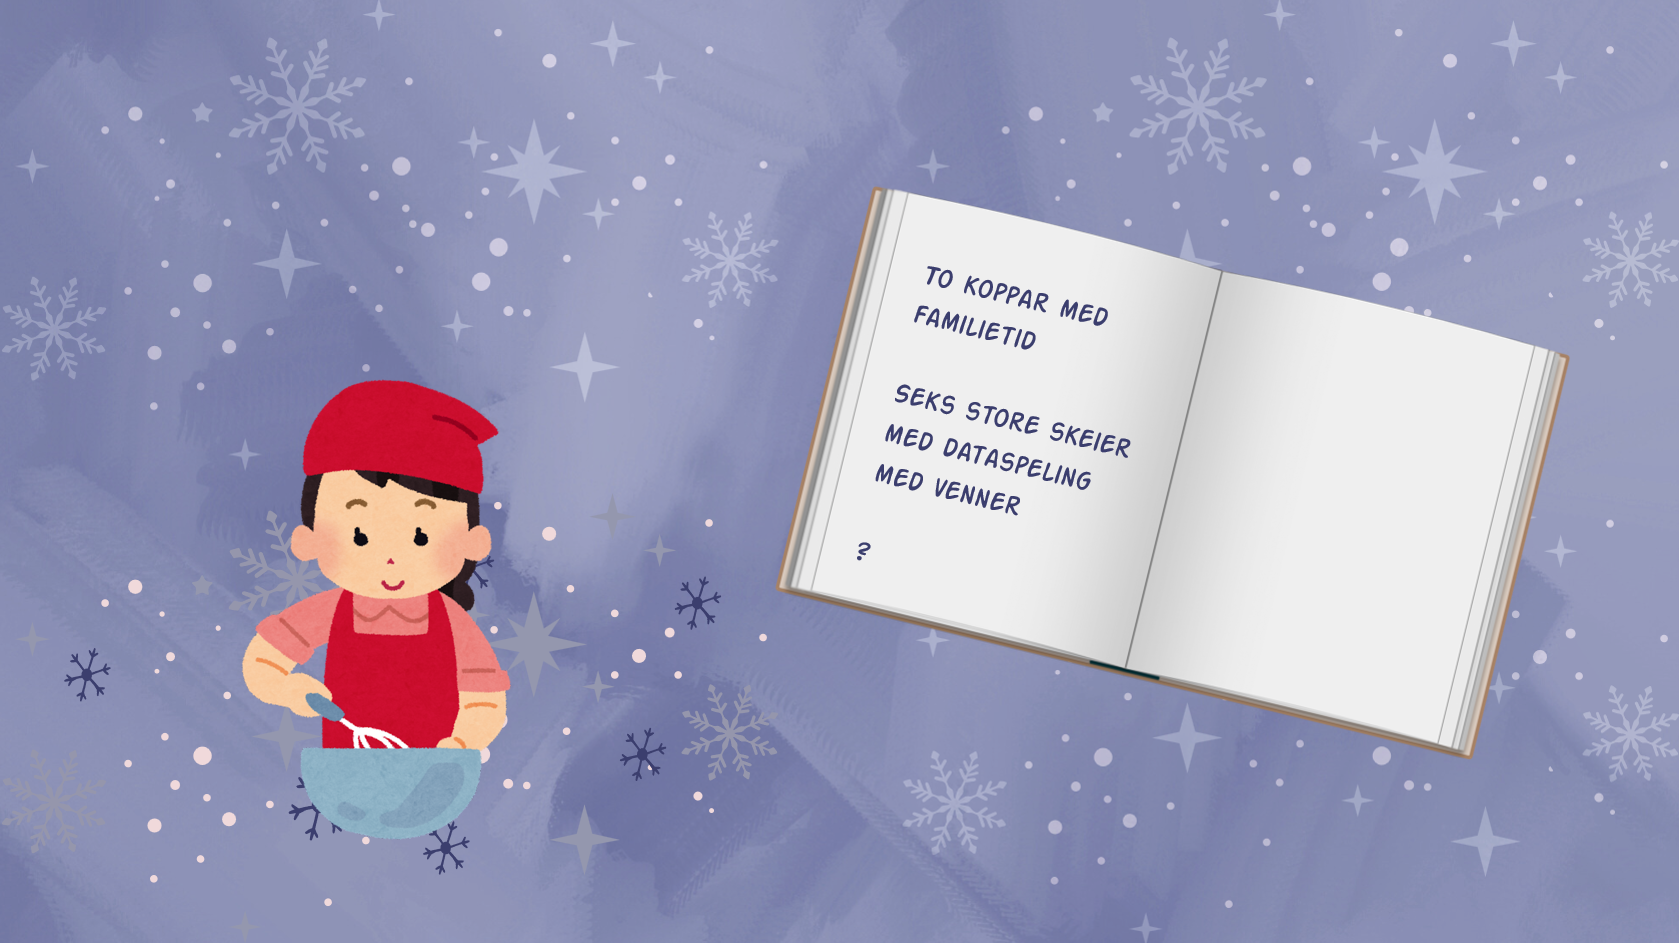 TO KOPPAR MED
FAMILIETID
SEKS STORE SKEIER
MED DATASPELING
MED VENNER
?